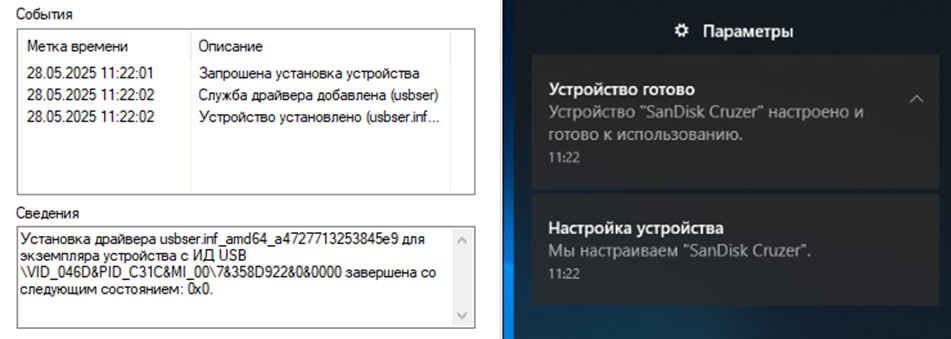 События
Метка времени Описание
28.05.2025 11:22:01 Запрошена установка устройства
28.05.2025 11:22:02 Служба драйвера добавлена (usbser)
28.05.2025 11:22:02 Устройство установлено (usbser.inf...
Сведения
Установка драйвера usbser.inf_amd64_a4727713253845e9 для
экземпляра устройства с ИД USB
\VID_046D&PID_C31C&MI_00\7&358D922&0&0000 завершена со
следующим состоянием: 0x0.
Параметры
Устройство готово
Устройство "SanDisk Cruzer" настроено и
готово к использованию.
11:22
Настройка устройства
Мы настраиваем "SanDisk Cruzer".
11:22